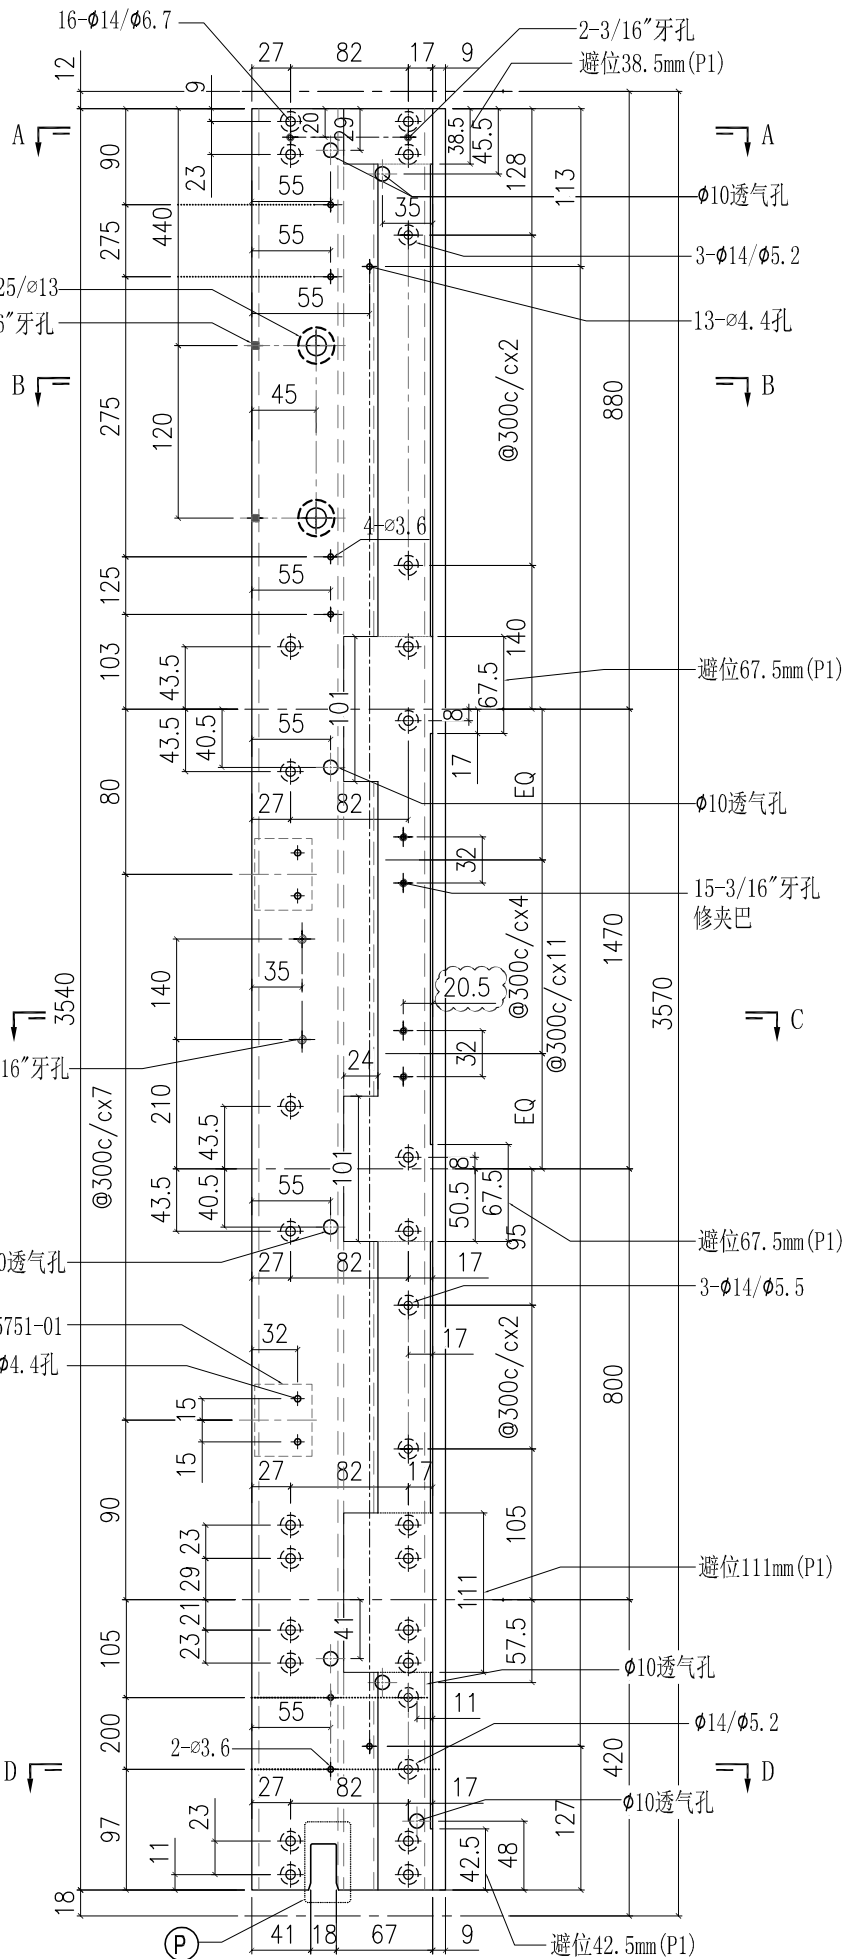 16-ϕ14/ϕ6.7
2-3/16"牙孔
27
82
17
9
避位38.5mm(P1)
12
9
A
A
20
29
38.5
45.5
90
23
128
113
55
ϕ10透气孔
440
35
275
55
3-ϕ14/ϕ5.2
25/⌀13
55
6"牙孔
13-⌀4.4孔
@300c/cx2
B
B
45
880
275
120
4-⌀3.6
125
55
103
43.5
140
避位67.5mm(P1)
67.5
101
8
43.5
40.5
55
17
80
EQ
27
82
ϕ10透气孔
32
15-3/16"牙孔
修夹巴
@300c/cx4
1470
35
140
20.5
3540
@300c/cx11
3570
C
24
32
16"牙孔
210
43.5
EQ
@300c/cx7
101
8
43.5
40.5
55
50.5
67.5
95
0透气孔
避位67.5mm(P1)
27
82
17
3-ϕ14/ϕ5.5
5751-01
32
17
ϕ4.4孔
@300c/cx2
800
15
15
27
82
17
90
23
105
29
111
避位111mm(P1)
21
41
105
23
57.5
ϕ10透气孔
11
55
200
ϕ14/ϕ5.2
2-⌀3.6
420
D
D
27
82
17
ϕ10透气孔
97
23
127
11
42.5
48
18
P
41
18
67
9
避位42.5mm(P1)